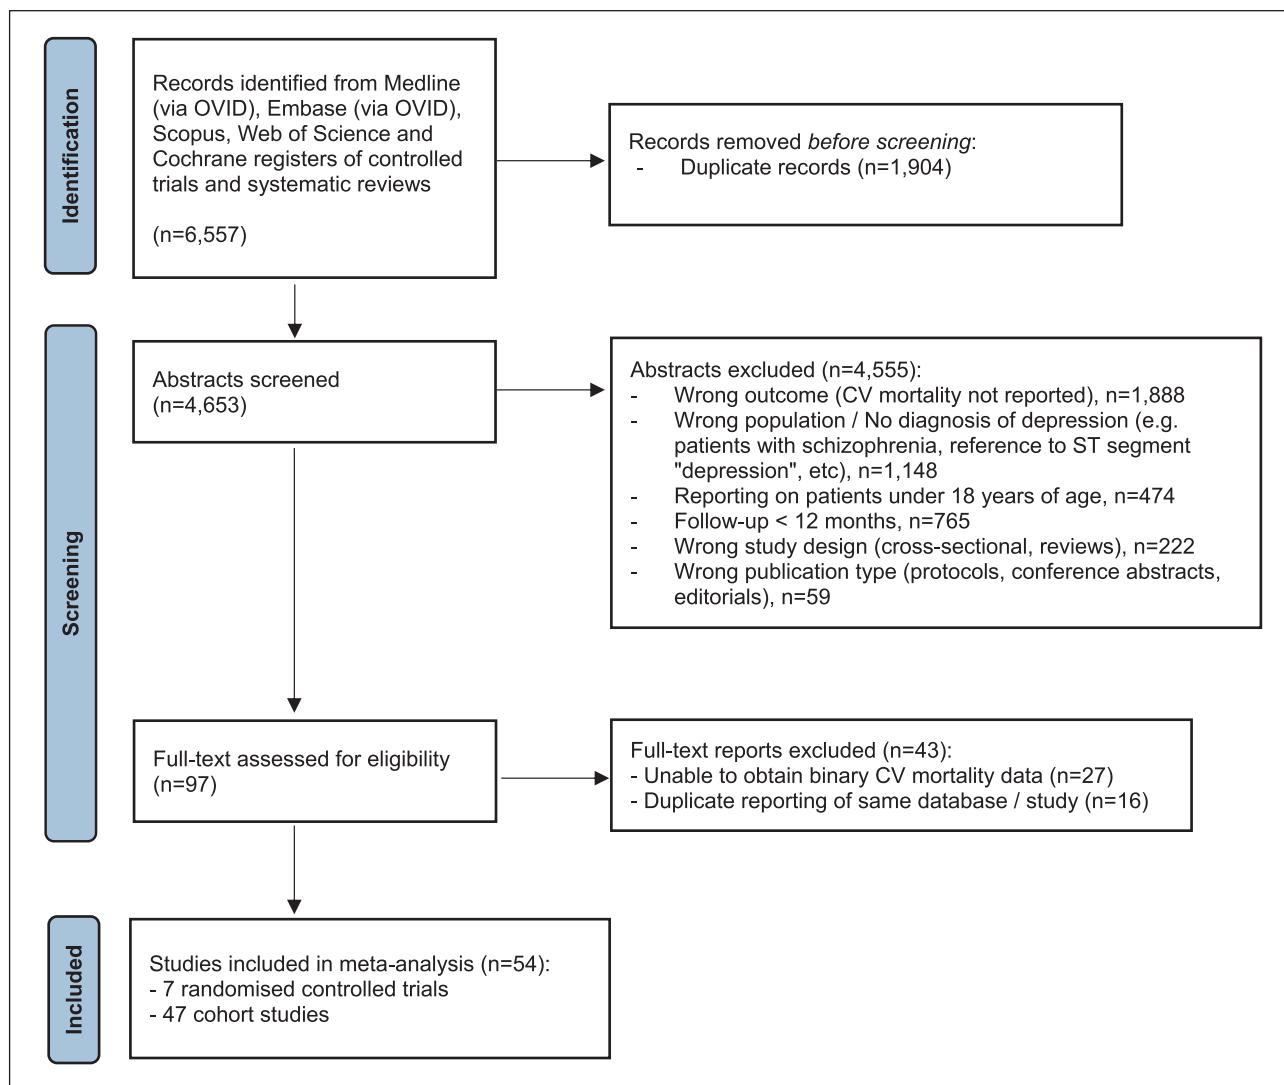 Identification
Records identified from Medline
(via OVID), Embase (via OVID),
Scopus, Web of Science and
Cochrane registers of controlled
trials and systematic reviews
(n=6,557)
Records removed before screening:
- Duplicate records (n=1,904)
Screening
Abstracts screened
(n=4,653)
Abstracts excluded (n=4,555):
- Wrong outcome (CV mortality not reported), n=1,888
- Wrong population / No diagnosis of depression (e.g.
patients with schizophrenia, reference to ST segment
"depression", etc), n=1,148
- Reporting on patients under 18 years of age, n=474
- Follow-up < 12 months, n=765
- Wrong study design (cross-sectional, reviews), n=222
- Wrong publication type (protocols, conference abstracts,
editorials), n=59
Full-text assessed for eligibility
(n=97)
Full-text reports excluded (n=43):
- Unable to obtain binary CV mortality data (n=27)
- Duplicate reporting of same database / study (n=16)
Included
Studies included in meta-analysis (n=54):
- 7 randomised controlled trials
- 47 cohort studies